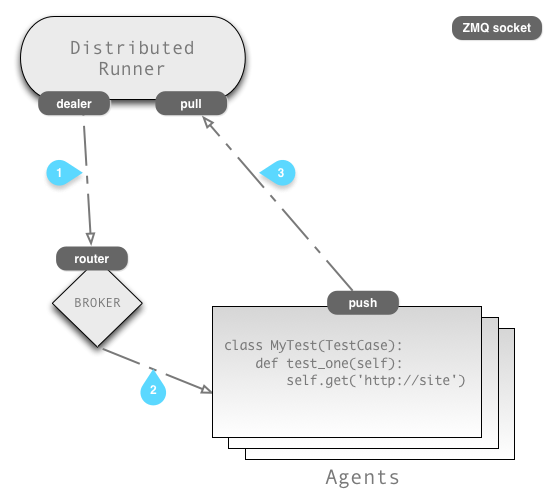 ZMQ socket
Distributed
Runner
dealer
pull
1
3
router
BROKER
push
class MyTest(TestCase):
    def test_one(self):
        self.get('http://site')
2
Agents